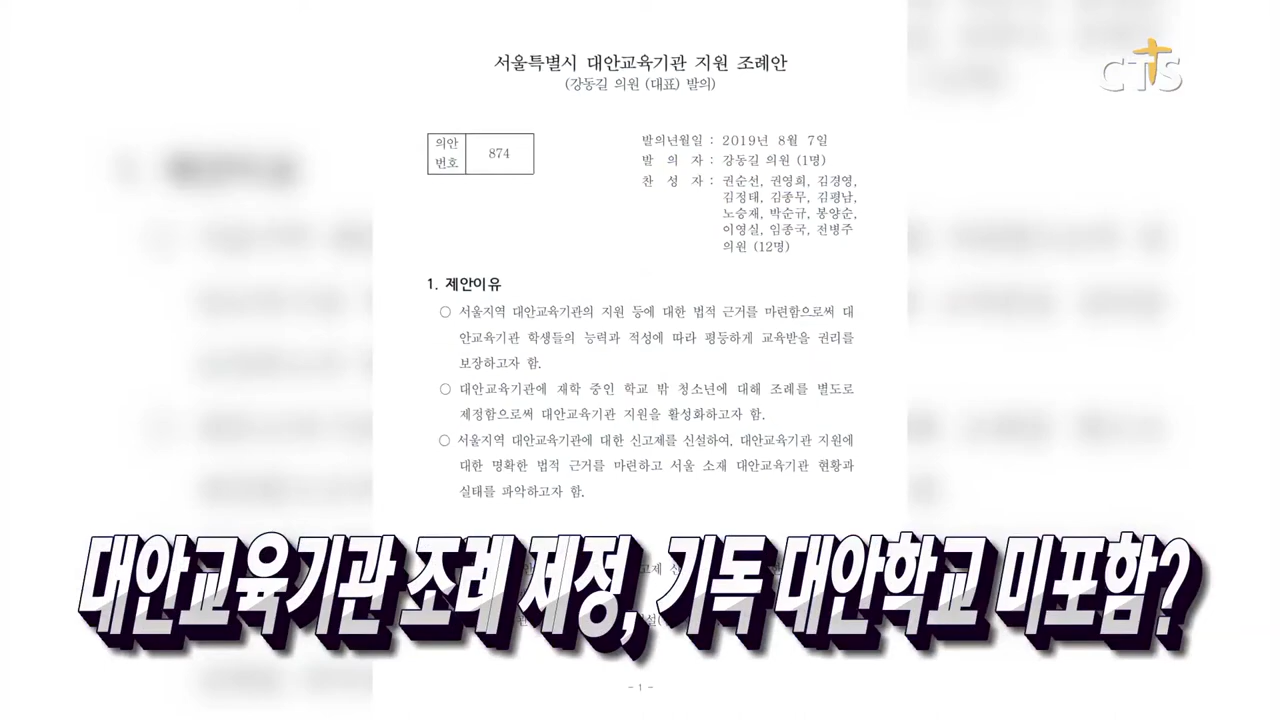 서울특별시 대안교육기관 지원 조례안
(강동길 의원 (대표) 발의)
CTS
의안
번호
874
발의년월일 : 2019년 8월 7일
발 의 자 : 강동길 의원 (1명)
찬 성 자 : 권순선, 권영희, 김경영,
김정태, 김종무, 김평남,
노승재, 박순규, 봉양순,
이영실, 임종국, 전병주
의원 (12명)
1. 제안이유
○ 서울지역 대안교육기관의 지원 등에 대한 법적 근거를 마련함으로써 대
안교육기관 학생들의 능력과 적성에 따라 평등하게 교육받을 권리를
보장하고자 함.
○ 대안교육기관에 재학 중인 학교 밖 청소년에 대해 조례를 별도로
제정함으로써 대안교육기관 지원을 활성화하고자 함.
○ 서울지역 대안교육기관에 대한 신고제를 신설하여, 대안교육기관 지원에
대한 명확한 법적 근거를 마련하고 서울 소재 대안교육기관 현황과
실태를 파악하고자 함.
대안교육기관 조례 제정, 기독 대안학교 미포함?
- 1 -